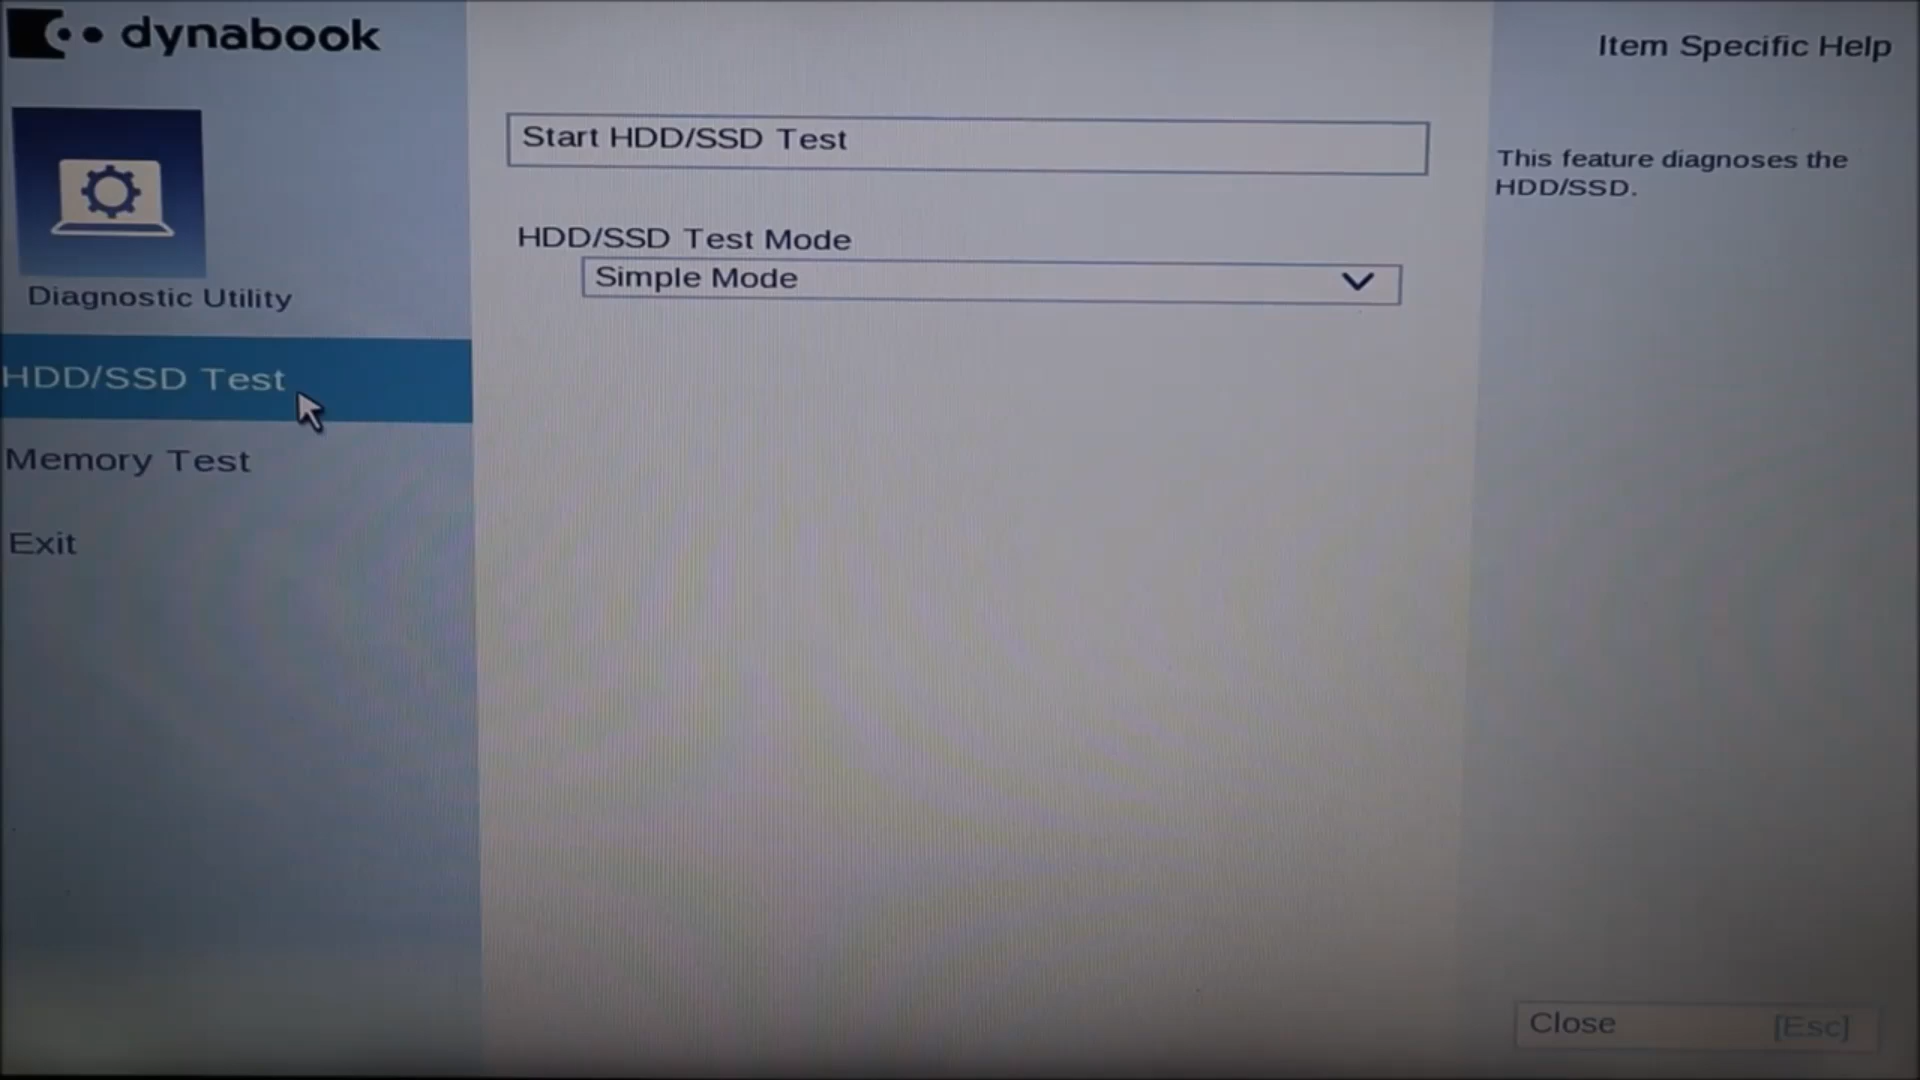 dynabook
Diagnostic Utility
HDD/SSD Test
Memory Test
Exit
Start HDD/SSD Test
HDD/SSD Test Mode
Simple Mode
Item Specific Help
This feature diagnoses the
HDD/SSD.
Close [Esc]